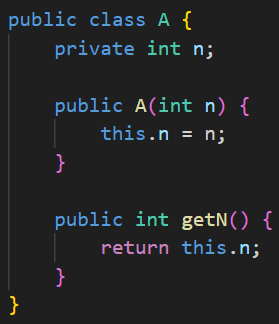 public class A {
    private int n;

    public A(int n) {
        this.n = n;
    }

    public int getN() {
        return this.n;
    }
}